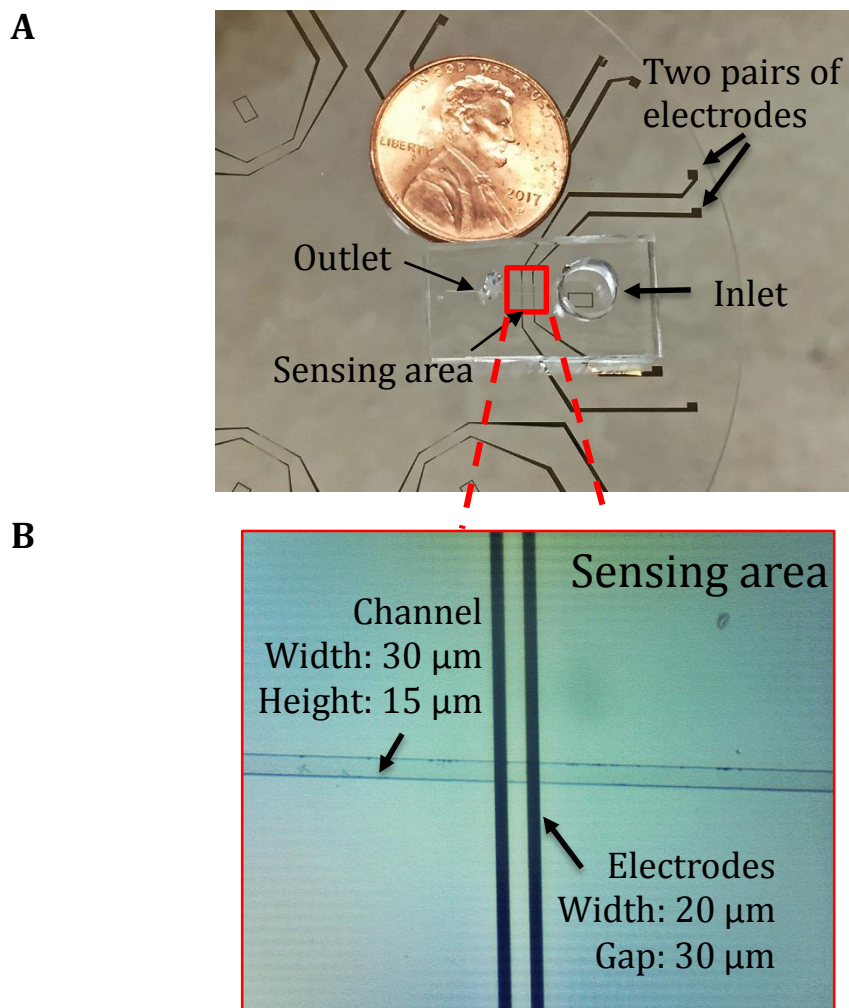 A
Two pairs of
electrodes
IN GOD WE TRUST
LIBERTY
2017
Outlet
Inlet
Sensing area
B
Sensing area
Channel
Width: 30 μm
Height: 15 μm
Electrodes
Width: 20 μm
Gap: 30 μm